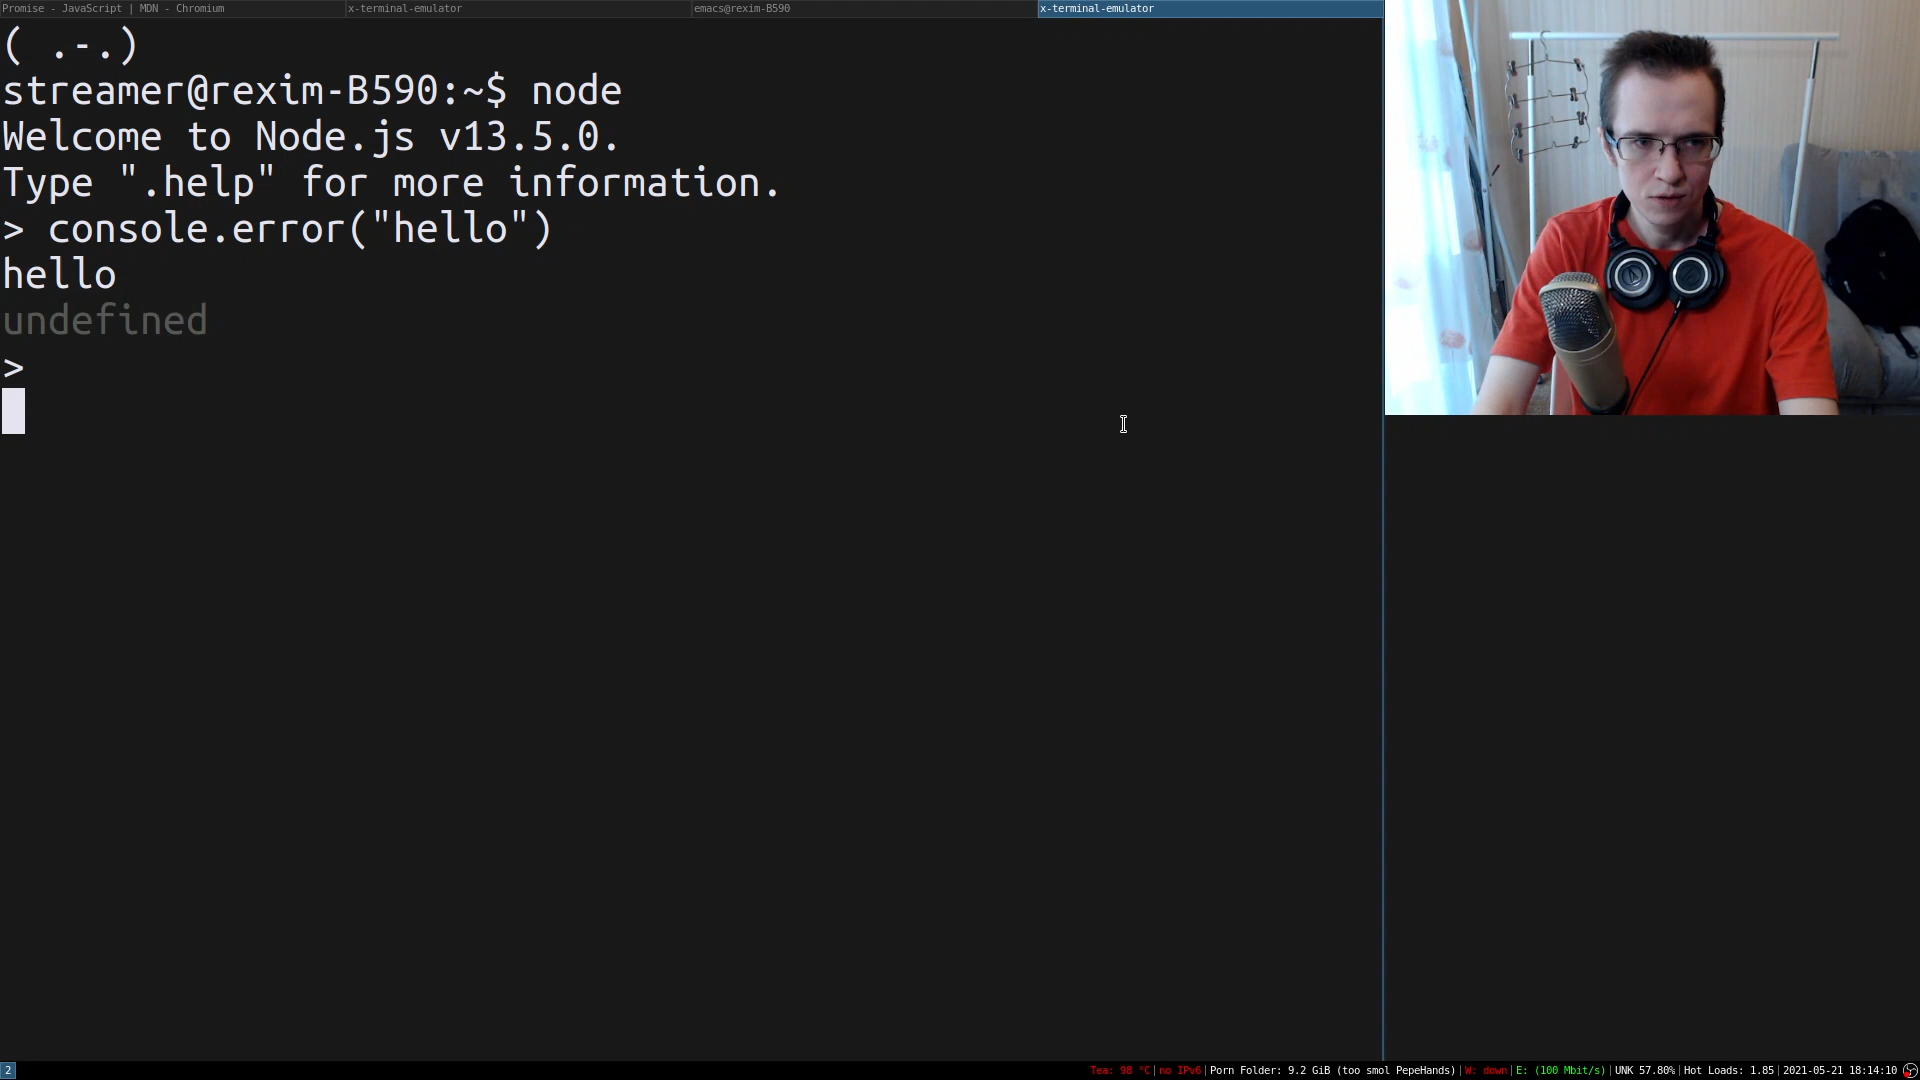 Promise - JavaScript | MDN - Chromium
x-terminal-emulator
emacs@rexim-B590
x-terminal-emulator
( .-.)
streamer@rexim-B590:~$ node
Welcome to Node.js v13.5.0.
Type ".help" for more information.
> console.error("hello")
hello
undefined
>
2
Tea: 98 °C|no IPv6|Porn Folder: 9.2 GiB (too smol PepeHands)|W: down|E: (100 Mbit/s)|UNK 57.80%|Hot Loads: 1.85|2021-05-21 18:14:10